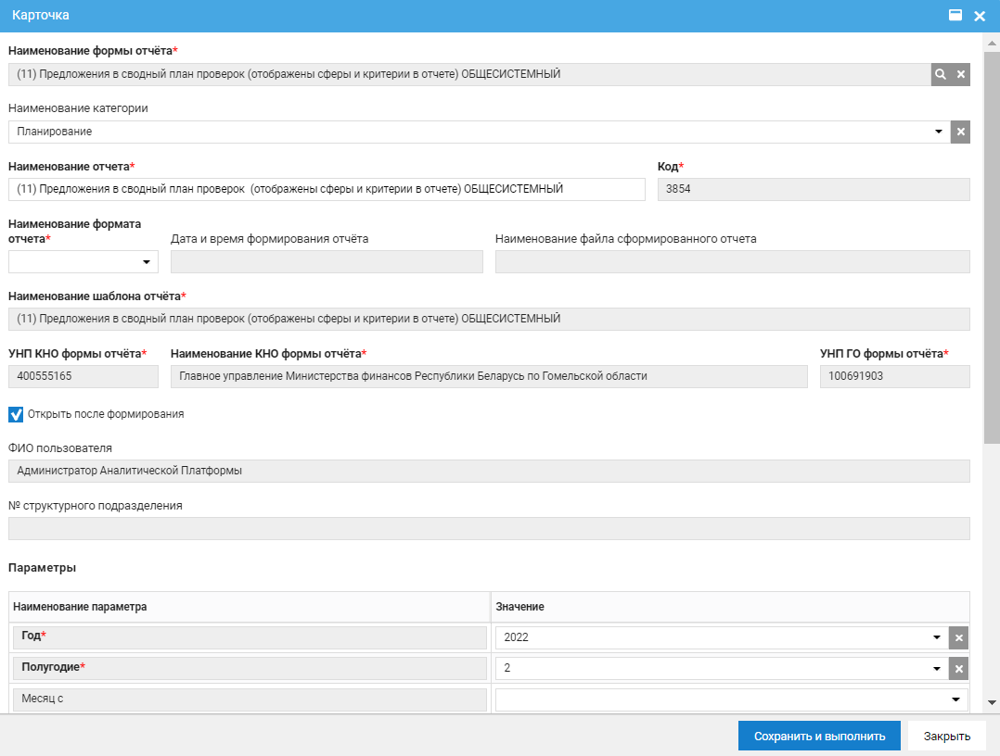 Карточка
Наименование формы отчёта*
(11) Предложения в сводный план проверок (отображены сферы и критерии в отчете) ОБЩЕСИСТЕМНЫЙ
Наименование категории
Планирование
Наименование отчета* Код*
(11) Предложения в сводный план проверок  (отображены сферы и критерии в отчете) ОБЩЕСИСТЕМНЫЙ 3854
Наименование формата
отчета* Дата и время формирования отчёта Наименование файла сформированного отчета
Наименование шаблона отчёта*
(11) Предложения в сводный план проверок (отображены сферы и критерии в отчете) ОБЩЕСИСТЕМНЫЙ
УНП КНО формы отчёта* Наименование КНО формы отчёта* УНП ГО формы отчёта*
400555165 Главное управление Министерства финансов Республики Беларусь по Гомельской области 100691903
Открыть после формирования
ФИО пользователя
Администратор Аналитической Платформы
№ структурного подразделения
Параметры
Наименование параметра Значение
Год* 2022
Полугодие* 2
Месяц с
Сохранить и выполнить Закрыть